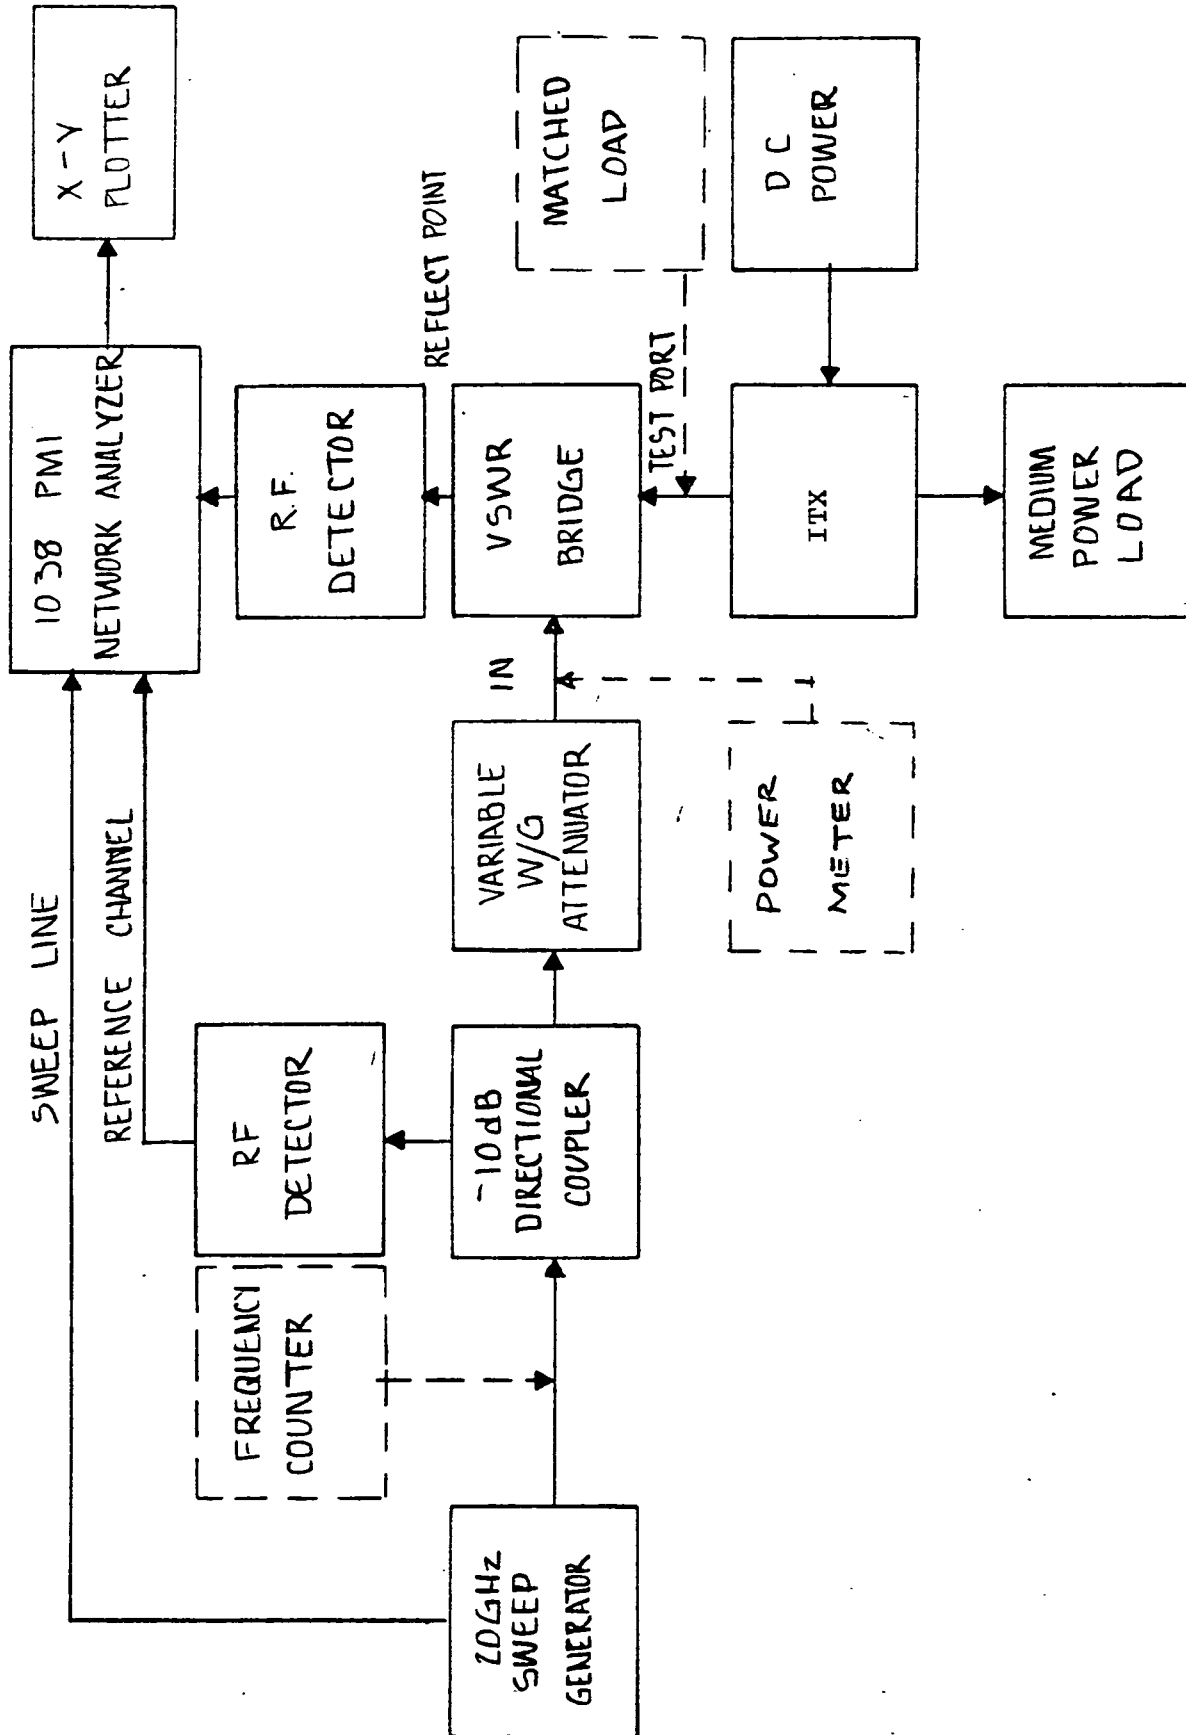 SWEEP LINE
REFERENCE CHANNEL
1038 PMI
NETWORK ANALYZER
X-Y
PLOTTER
FREQUENCY
COUNTER
RF
DETECTOR
R.F.
DETECTOR
REFLECT POINT
20GHz
SWEEP
GENERATOR
-10dB
DIRECTIONAL
COUPLER
VARIABLE
W/G
ATTENUATOR
IN
VSWR
BRIDGE
MATCHED
LOAD
TEST PORT
POWER
METER
ITX
DC
POWER
MEDIUM
POWER
LOAD